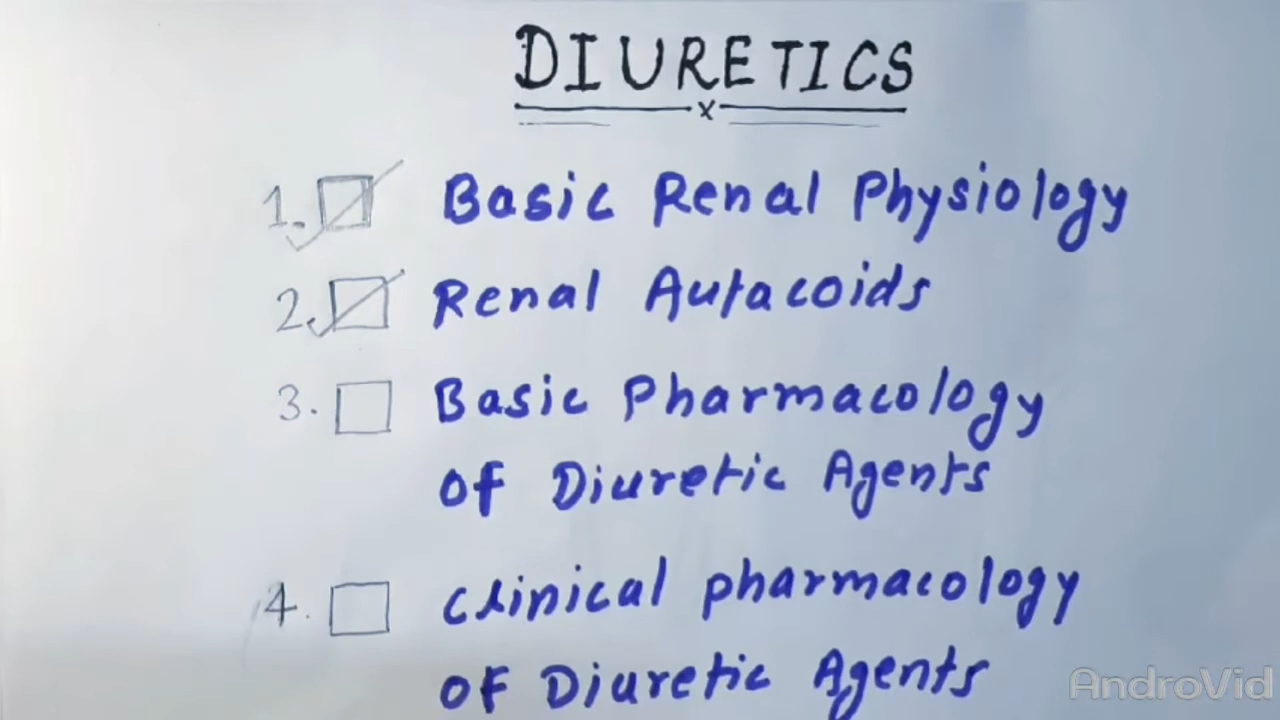 DIURETICS
x
1. Basic Renal Physiology
2. Renal Autacoids
3. Basic Pharmacology
of Diuretic Agents
4. Clinical pharmacology
of Diuretic Agents
AndroVid